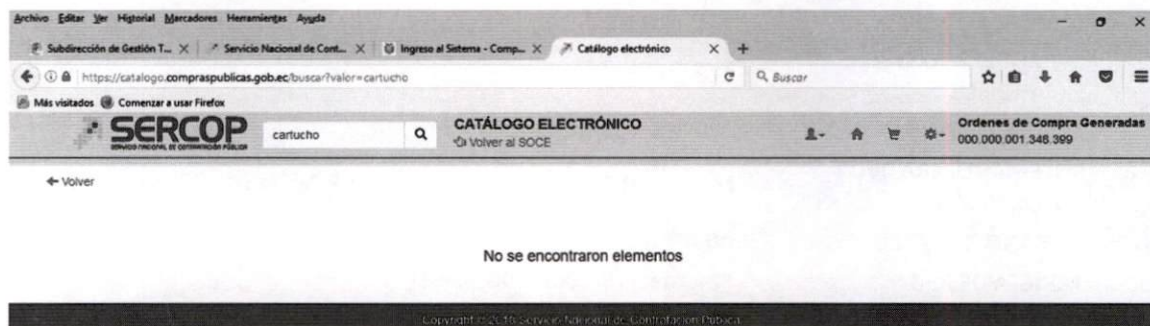 Archivo Editar Ver Historial Marcadores Herramientas Ayuda
Subdirección de Gestión T... Servicio Nacional de Cont... Ingreso al Sistema - Comp... Catálogo electrónico
https://catalogo.compraspublicas.gob.ec/buscar?valor=cartucho Buscar
Más visitados Comenzar a usar Firefox
SERCOP cartucho CATÁLOGO ELECTRÓNICO Ordenes de Compra Generadas
SERVICIO NACIONAL DE CONTRATACIÓN PÚBLICA Volver al SOCE 000.000.001.346.399
Volver
No se encontraron elementos
Copyright © 2016 Servicio Nacional de Contratación Pública